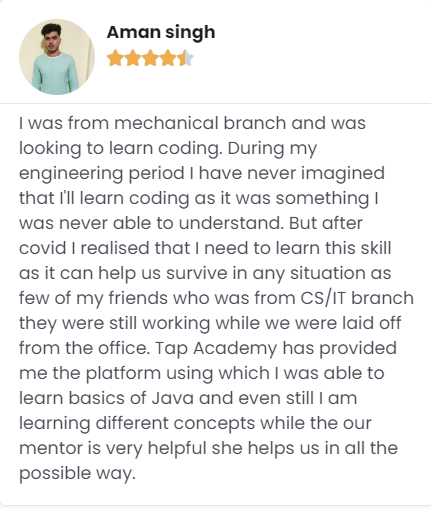 Aman singh
I was from mechanical branch and was
looking to learn coding. During my
engineering period I have never imagined
that I'll learn coding as it was something I
was never able to understand. But after
covid I realised that I need to learn this skill
as it can help us survive in any situation as
few of my friends who was from CS/IT branch
they were still working while we were laid off
from the office. Tap Academy has provided
me the platform using which I was able to
learn basics of Java and even still I am
learning different concepts while the our
mentor is very helpful she helps us in all the
possible way.